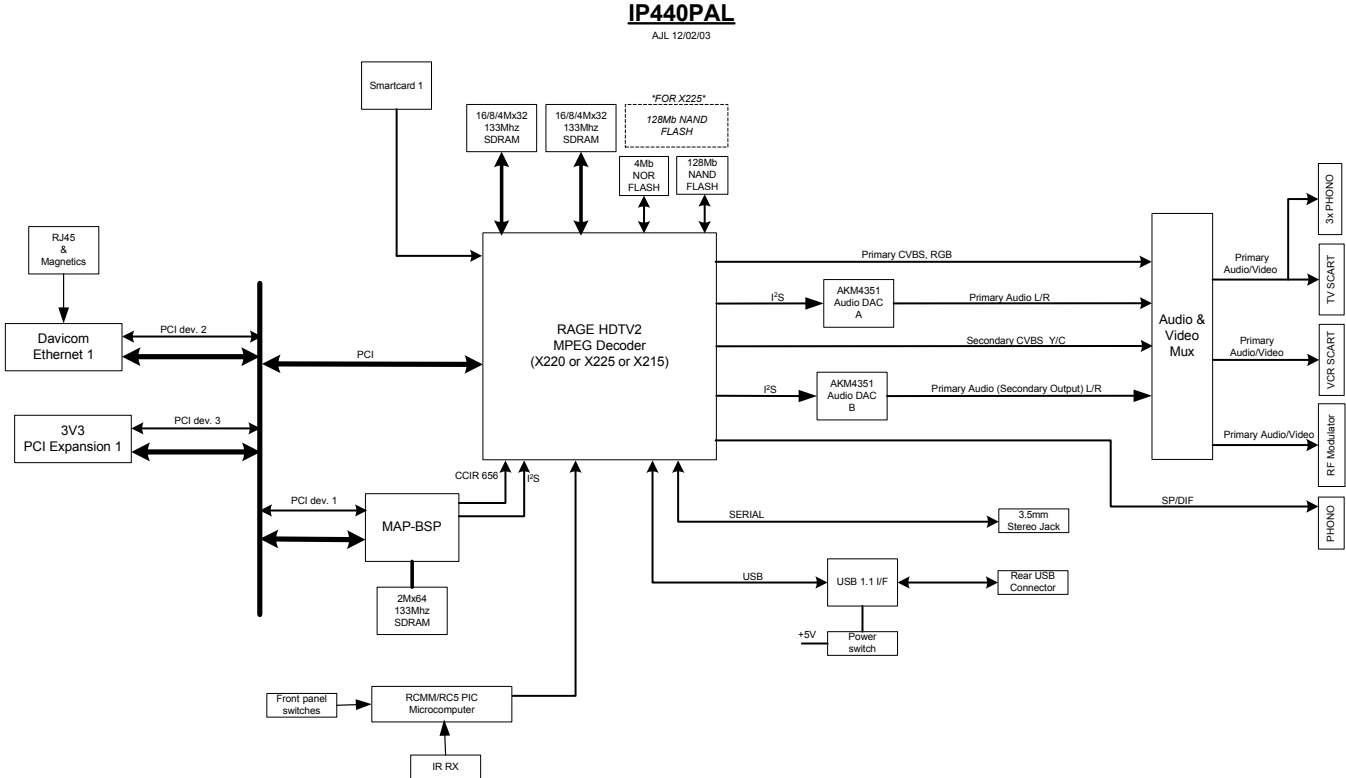 IP440PAL
AJL 12/02/03
Smartcard 1
16/8/4Mx32
133Mhz
SDRAM
16/8/4Mx32
133Mhz
SDRAM
*FOR X225*
128Mb NAND
FLASH
4Mb
NOR
FLASH
128Mb
NAND
FLASH
RJ45
&
Magnetics
Davicom
Ethernet 1
PCI dev. 2
3V3
PCI Expansion 1
PCI dev. 3
PCI
RAGE HDTV2
MPEG Decoder
(X220 or X225 or X215)
Primary CVBS, RGB
I²S
AKM4351
Audio DAC
A
Primary Audio L/R
Secondary CVBS  Y/C
I²S
AKM4351
Audio DAC
B
Primary Audio (Secondary Output) L/R
Audio &
Video
Mux
Primary
Audio/Video
3x PHONO
TV SCART
Primary
Audio/Video
VCR SCART
Primary Audio/Video
RF Modulator
SP/DIF
PHONO
CCIR 656
I²S
PCI dev. 1
MAP-BSP
2Mx64
133Mhz
SDRAM
SERIAL
3.5mm
Stereo Jack
USB
USB 1.1 I/F
Rear USB
Connector
+5V
Power
switch
Front panel
switches
RCMM/RC5 PIC
Microcomputer
IR RX